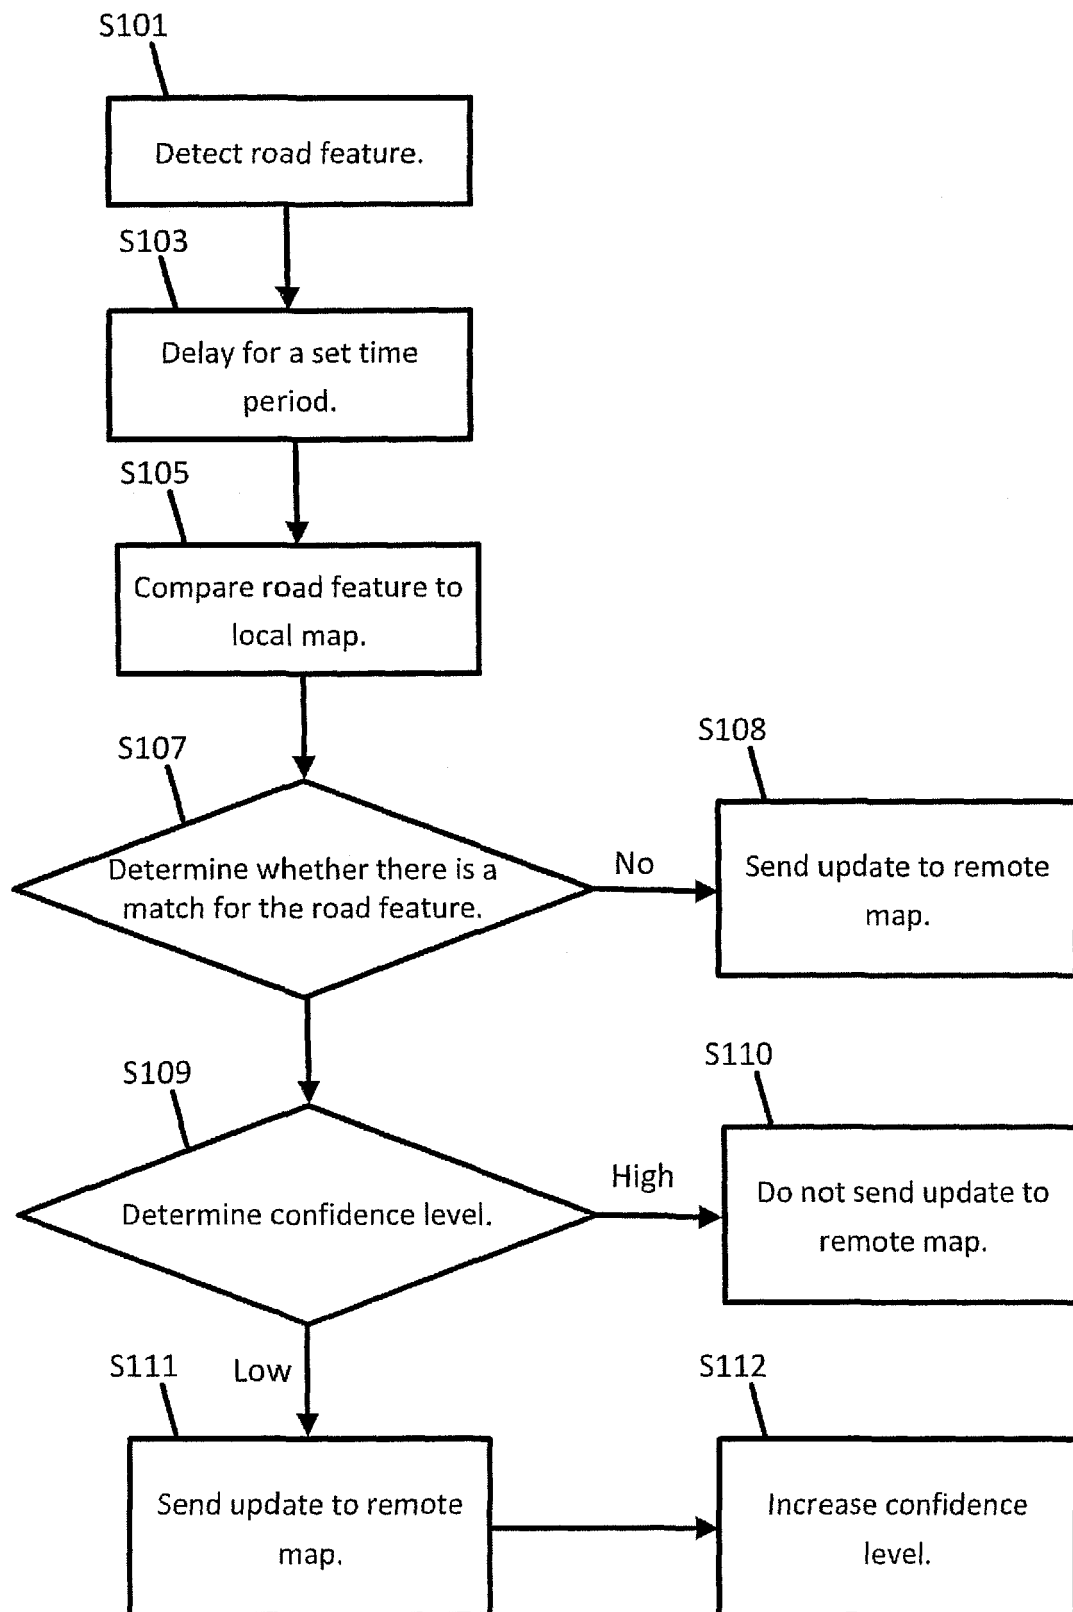 S101
Detect road feature.
S103
Delay for a set time
period.
S105
Compare road feature to
local map.
S107
Determine whether there is a
match for the road feature.
No
S108
Send update to remote
map.
S109
Determine confidence level.
High
S110
Do not send update to
remote map.
Low
S111
Send update to remote
map.
S112
Increase confidence
level.